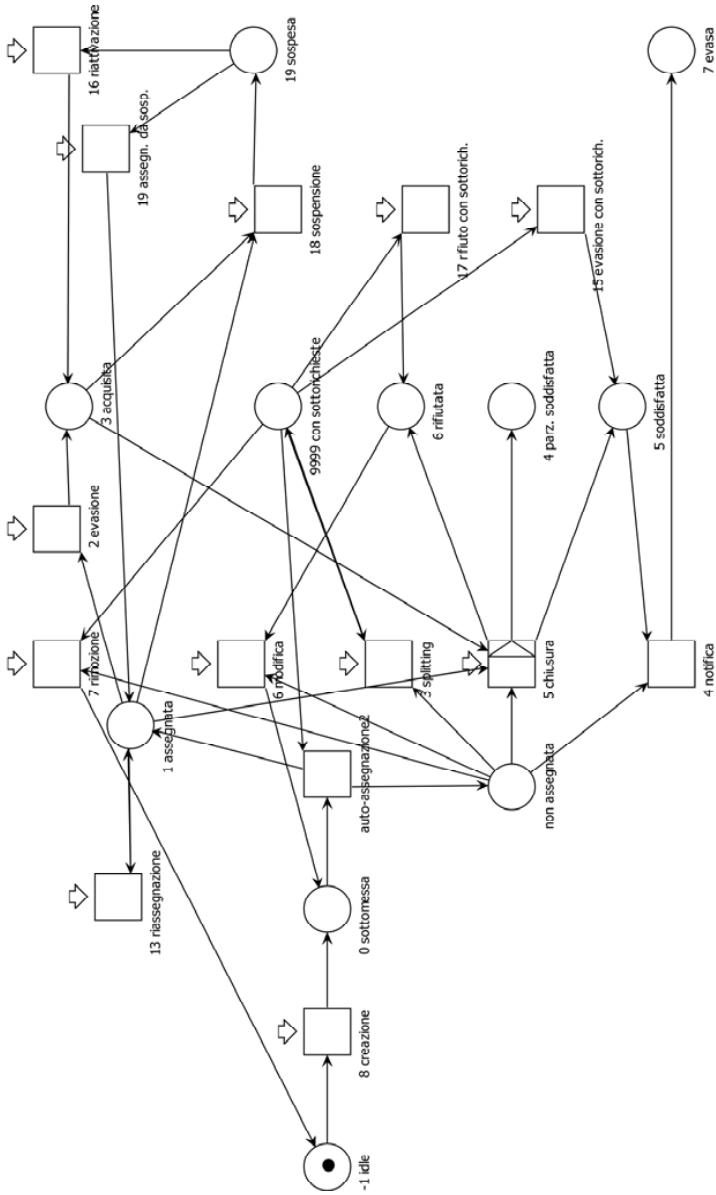 -1 idle
8 creazione
0 sottomessa
13 riassegnazione
auto-assegnazione2
non assegnata
1 assegnata
7 rimozione
6 modifica
3 splitting
5 chiusura
4 notifica
2 evasione
3 acquisita
9999 con sottorichieste
6 rifiutata
4 parz. soddisfatta
5 soddisfatta
18 sospensione
17 rifiuto con sottorich.
15 evasione con sottorich.
19 assegn. da sosp.
16 riattivazione
19 sospesa
7 evasa